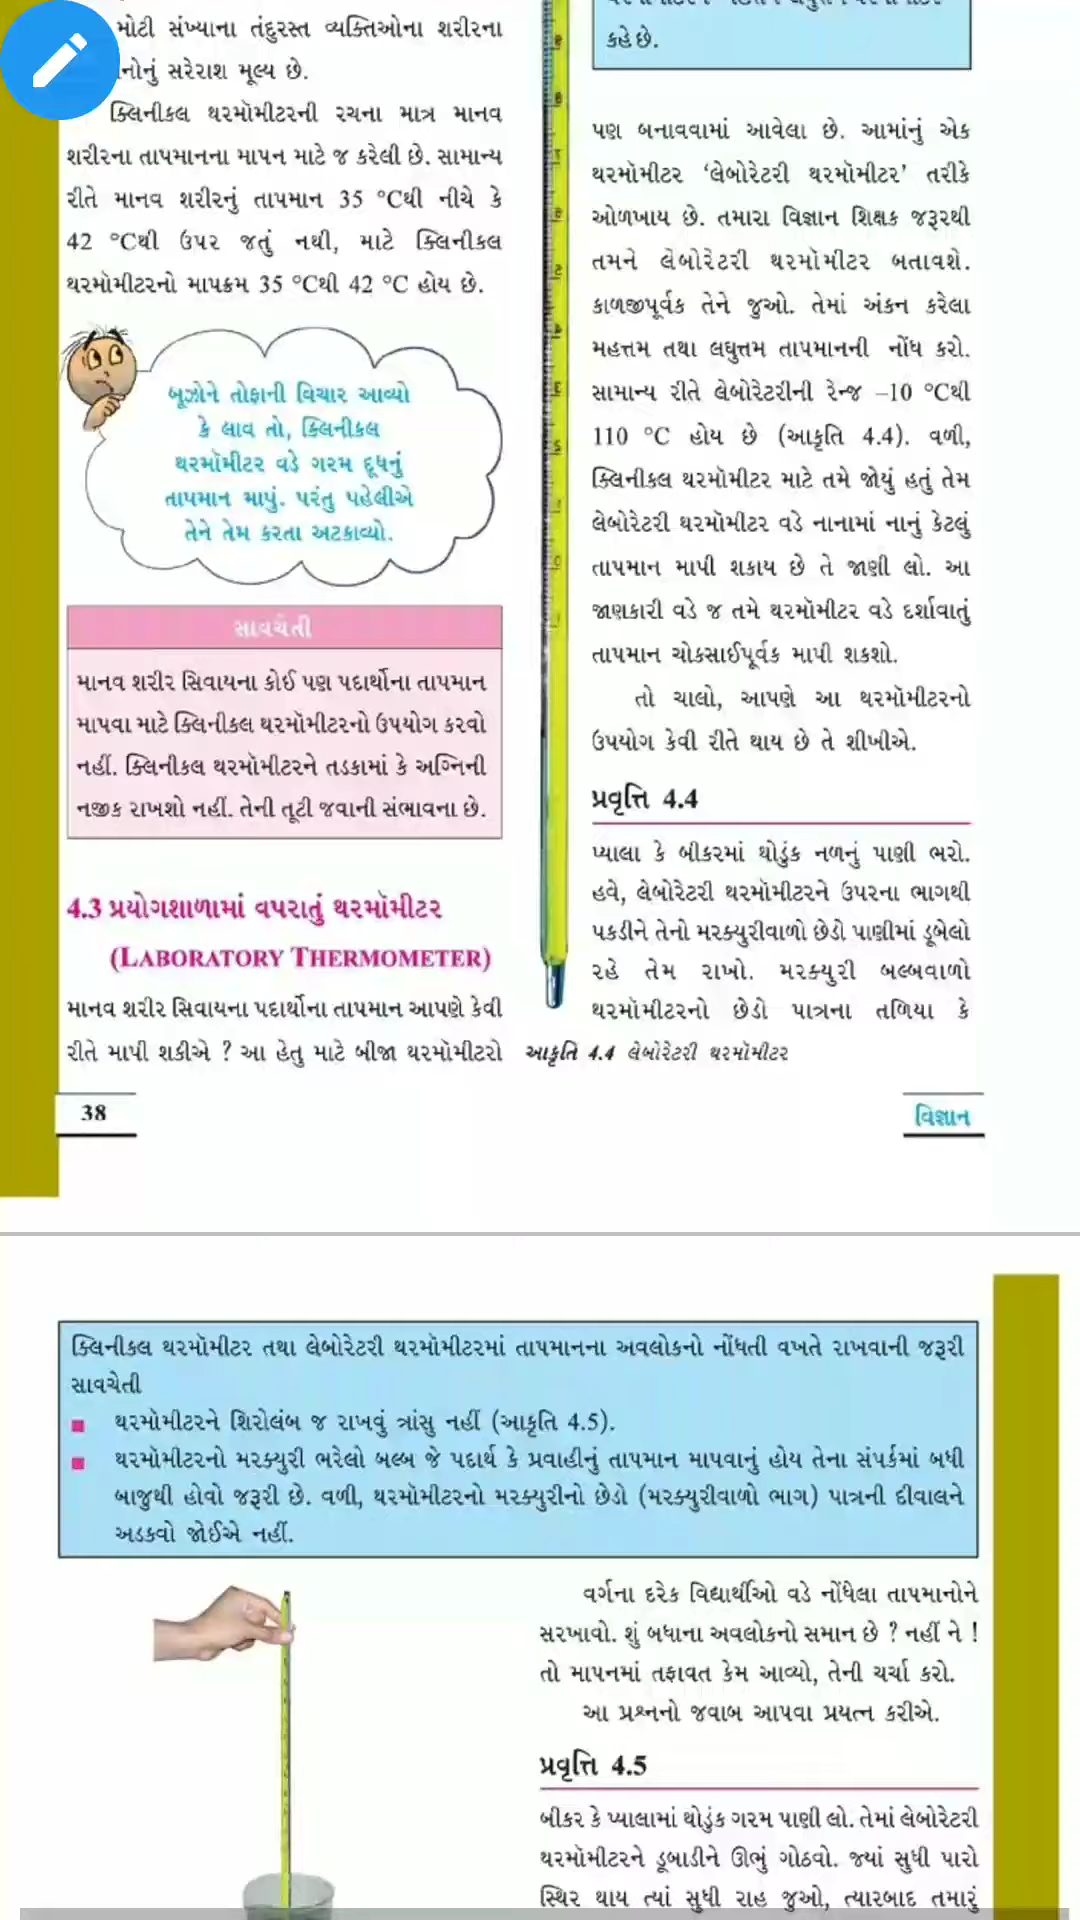 મોટી સંખ્યાના તંદુરસ્ત વ્યક્તિઓના શરીરના
સરેરાશ મૂલ્ય છે.
ક્લિનીકલ થરમૉમીટરની રચના માત્ર માનવ
શરીરના તાપમાનના માપન માટે જ કરેલી છે. સામાન્ય
રીતે માનવ શરીરનું તાપમાન 35 °Cથી નીચે કે
42 °Cથી ઉપર જતું નથી, માટે ક્લિનીકલ
થરમૉમીટરનો માપક્રમ 35 °Cથી 42 °C હોય છે.
બૂઝોને તોફાની વિચાર આવ્યો
કે લાવ તો, ક્લિનીકલ
થરમૉમીટર વડે ગરમ દૂધનું
તાપમાન માપું. પરંતુ પહેલીએ
તેને તેમ કરતા અટકાવ્યો.
સાવચેતી
માનવ શરીર સિવાયના કોઈ પણ પદાર્થોના તાપમાન
માપવા માટે ક્લિનીકલ થરમૉમીટરનો ઉપયોગ કરવો
નહીં. ક્લિનીકલ થરમૉમીટરને તડકામાં કે અગ્નિની
નજીક રાખશો નહીં. તેની તૂટી જવાની સંભાવના છે.
4.3 પ્રયોગશાળામાં વપરાતું થરમૉમીટર
(LABORATORY THERMOMETER)
માનવ શરીર સિવાયના પદાર્થોના તાપમાન આપણે કેવી
રીતે માપી શકીએ ? આ હેતુ માટે બીજા થરમૉમીટરો
કહે છે.
પણ બનાવવામાં આવેલા છે. આમાંનું એક
થરમૉમીટર ‘લેબોરેટરી થરમૉમીટર’ તરીકે
ઓળખાય છે. તમારા વિજ્ઞાન શિક્ષક જરૂરથી
તમને લેબોરેટરી થરમૉમીટર બતાવશે.
કાળજીપૂર્વક તેને જુઓ. તેમાં અંકન કરેલા
મહત્તમ તથા લઘુત્તમ તાપમાનની નોંધ કરો.
સામાન્ય રીતે લેબોરેટરીની રેન્જ –10 °Cથી
110 °C હોય છે (આકૃતિ 4.4). વળી,
ક્લિનીકલ થરમૉમીટર માટે તમે જોયું હતું તેમ
લેબોરેટરી થરમૉમીટર વડે નાનામાં નાનું કેટલું
તાપમાન માપી શકાય છે તે જાણી લો. આ
જાણકારી વડે જ તમે થરમૉમીટર વડે દર્શાવાતું
તાપમાન ચોકસાઈપૂર્વક માપી શકશો.
તો ચાલો, આપણે આ થરમૉમીટરનો
ઉપયોગ કેવી રીતે થાય છે તે શીખીએ.
પ્રવૃત્તિ 4.4
પ્યાલા કે બીકરમાં થોડુંક નળનું પાણી ભરો.
હવે, લેબોરેટરી થરમૉમીટરને ઉપરના ભાગથી
પકડીને તેનો મરક્યુરીવાળો છેડો પાણીમાં ડૂબેલો
રહે તેમ રાખો. મરક્યુરી બલ્બવાળો
થરમૉમીટરનો છેડો પાત્રના તળિયા કે
આકૃતિ 4.4 લેબોરેટરી થરમૉમીટર
38
વિજ્ઞાન
ક્લિનીકલ થરમૉમીટર તથા લેબોરેટરી થરમૉમીટરમાં તાપમાનના અવલોકનો નોંધતી વખતે રાખવાની જરૂરી
સાવચેતી
■ થરમૉમીટરને શિરોલંબ જ રાખવું ત્રાંસુ નહીં (આકૃતિ 4.5).
■ થરમૉમીટરનો મરક્યુરી ભરેલો બલ્બ જે પદાર્થ કે પ્રવાહીનું તાપમાન માપવાનું હોય તેના સંપર્કમાં બધી
બાજુથી હોવો જરૂરી છે. વળી, થરમૉમીટરનો મરક્યુરીનો છેડો (મરક્યુરીવાળો ભાગ) પાત્રની દીવાલને
અડકવો જોઈએ નહીં.
વર્ગના દરેક વિદ્યાર્થીઓ વડે નોંધેલા તાપમાનોને
સરખાવો. શું બધાના અવલોકનો સમાન છે ? નહીં ને !
તો માપનમાં તફાવત કેમ આવ્યો, તેની ચર્ચા કરો.
આ પ્રશ્નનો જવાબ આપવા પ્રયત્ન કરીએ.
પ્રવૃત્તિ 4.5
બીકર કે પ્યાલામાં થોડુંક ગરમ પાણી લો. તેમાં લેબોરેટરી
થરમૉમીટરને ડૂબાડીને ઊભું ગોઠવો. જ્યાં સુધી પારો
સ્થિર થાય ત્યાં સુધી રાહ જુઓ, ત્યારબાદ તમારું